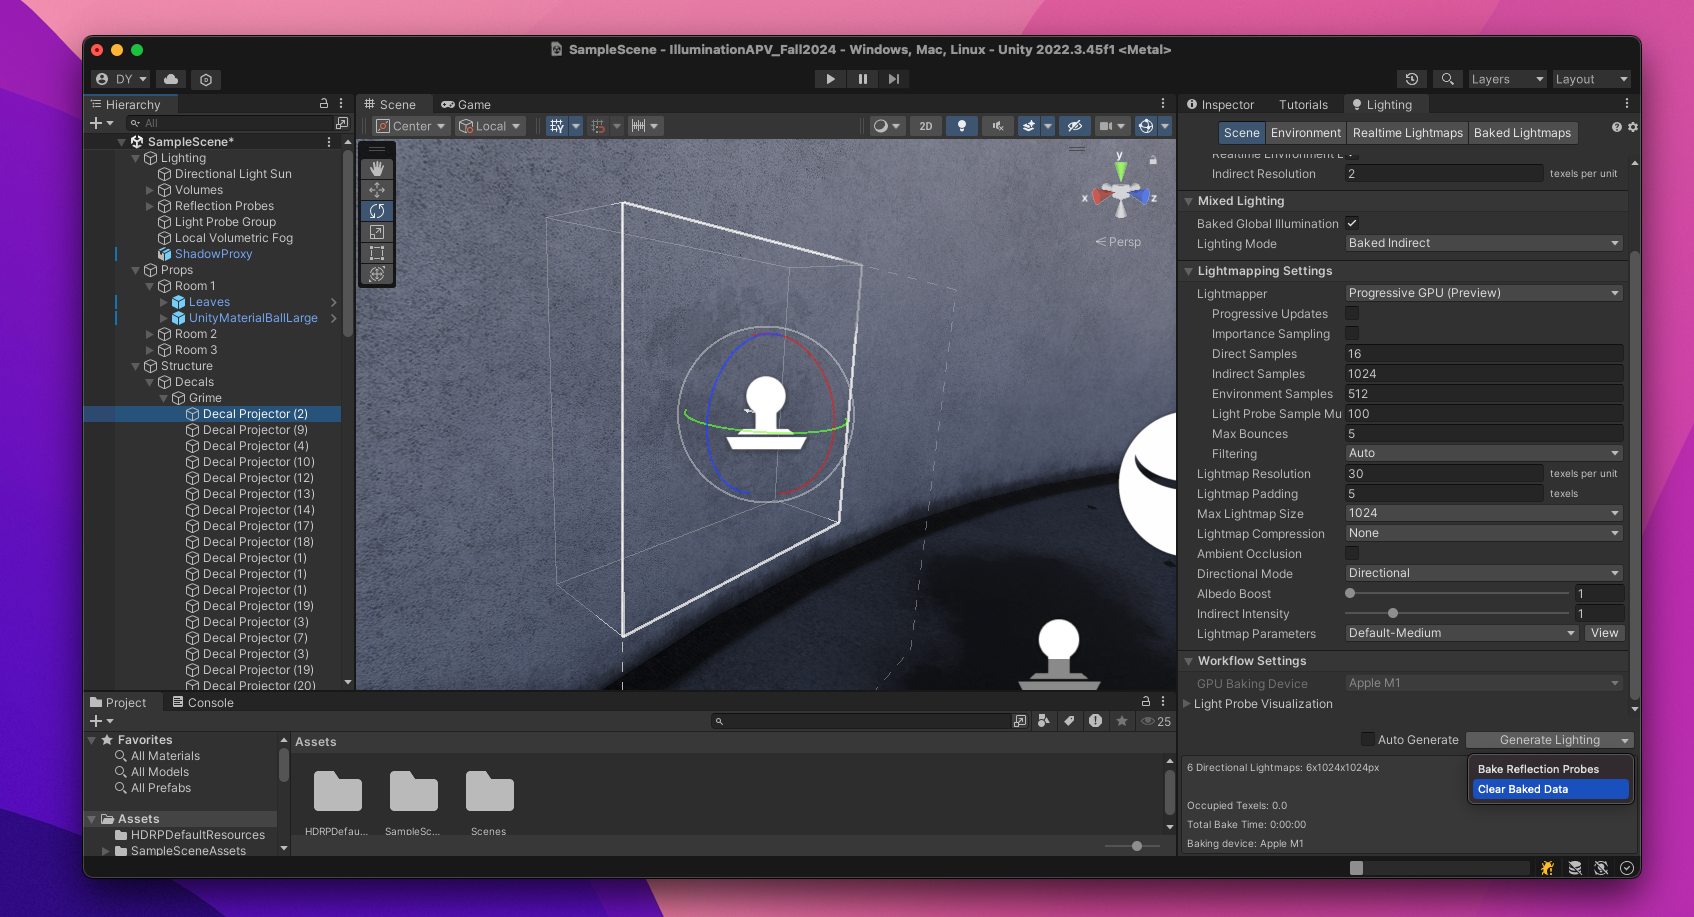 SampleScene - IlluminationAPV_Fall2024 - Windows, Mac, Linux - Unity 2022.3.45f1 <Metal>
DY
Layers
Layout
Hierarchy
All
SampleScene*
Lighting
Directional Light Sun
Volumes
Reflection Probes
Light Probe Group
Local Volumetric Fog
ShadowProxy
Props
Room 1
Leaves
UnityMaterialBallLarge
Room 2
Room 3
Structure
Decals
Grime
Decal Projector (2)
Decal Projector (9)
Decal Projector (4)
Decal Projector (10)
Decal Projector (12)
Decal Projector (13)
Decal Projector (14)
Decal Projector (17)
Decal Projector (18)
Decal Projector (1)
Decal Projector (1)
Decal Projector (1)
Decal Projector (19)
Decal Projector (3)
Decal Projector (7)
Decal Projector (3)
Decal Projector (19)
Decal Projector (20)
Scene
Game
Center
Local
2D
y
x
z
Persp
Inspector
Tutorials
Lighting
Scene
Environment
Realtime Lightmaps
Baked Lightmaps
Realtime Environment L
Indirect Resolution
2
texels per unit
Mixed Lighting
Baked Global Illumination
Lighting Mode
Baked Indirect
Lightmapping Settings
Lightmapper
Progressive GPU (Preview)
Progressive Updates
Importance Sampling
Direct Samples
16
Indirect Samples
1024
Environment Samples
512
Light Probe Sample Mu
100
Max Bounces
5
Filtering
Auto
Lightmap Resolution
30
texels per unit
Lightmap Padding
5
texels
Max Lightmap Size
1024
Lightmap Compression
None
Ambient Occlusion
Directional Mode
Directional
Albedo Boost
1
Indirect Intensity
1
Lightmap Parameters
Default-Medium
View
Workflow Settings
GPU Baking Device
Apple M1
Light Probe Visualization
Auto Generate
Generate Lighting
Bake Reflection Probes
Clear Baked Data
6 Directional Lightmaps: 6x1024x1024px
Occupied Texels: 0.0
Total Bake Time: 0:00:00
Baking device: Apple M1
Project
Console
25
Favorites
All Materials
All Models
All Prefabs
Assets
HDRPDefaultResources
SampleSceneAssets
Assets
HDRPDefau...
SampleSc...
Scenes